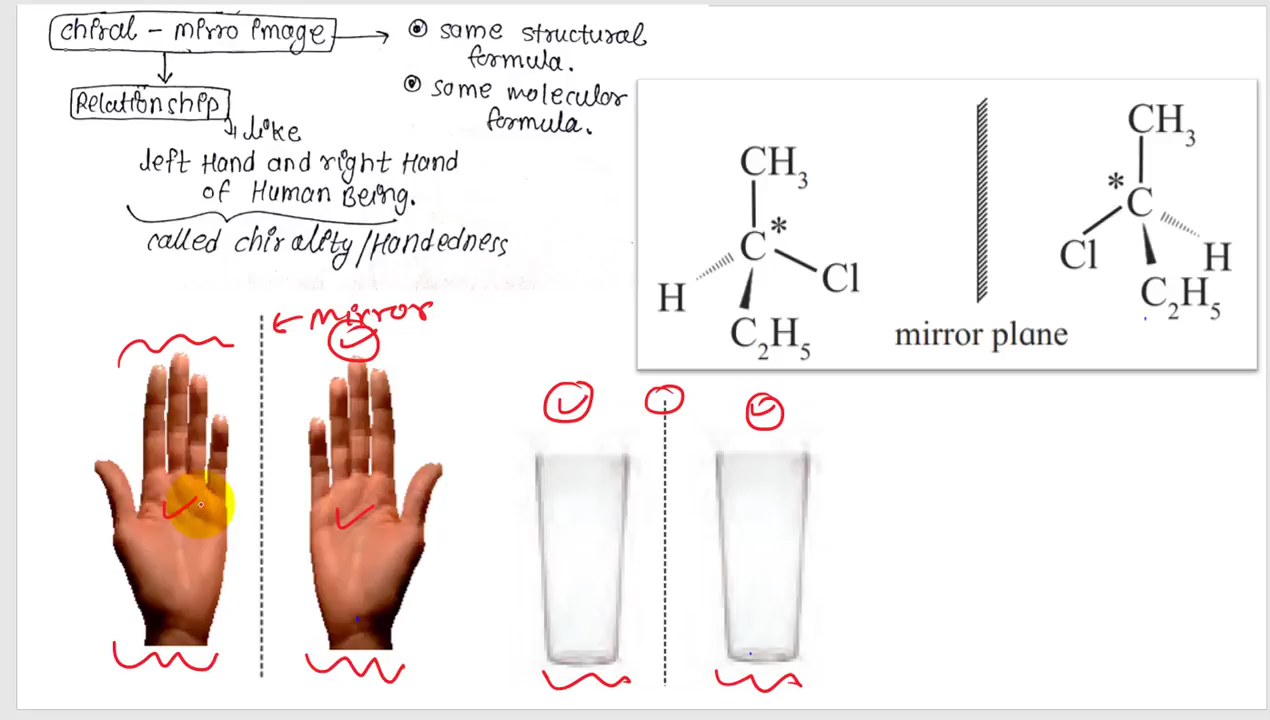 chiral - mirro image
same structural
formula.
same molecular
formula.
Relationship
like
left Hand and right Hand
of Human Being.
called chirality/Handedness
mirror
CH3
C*
H
Cl
C2H5
mirror plane
CH3
*
C
Cl
H
C2H5